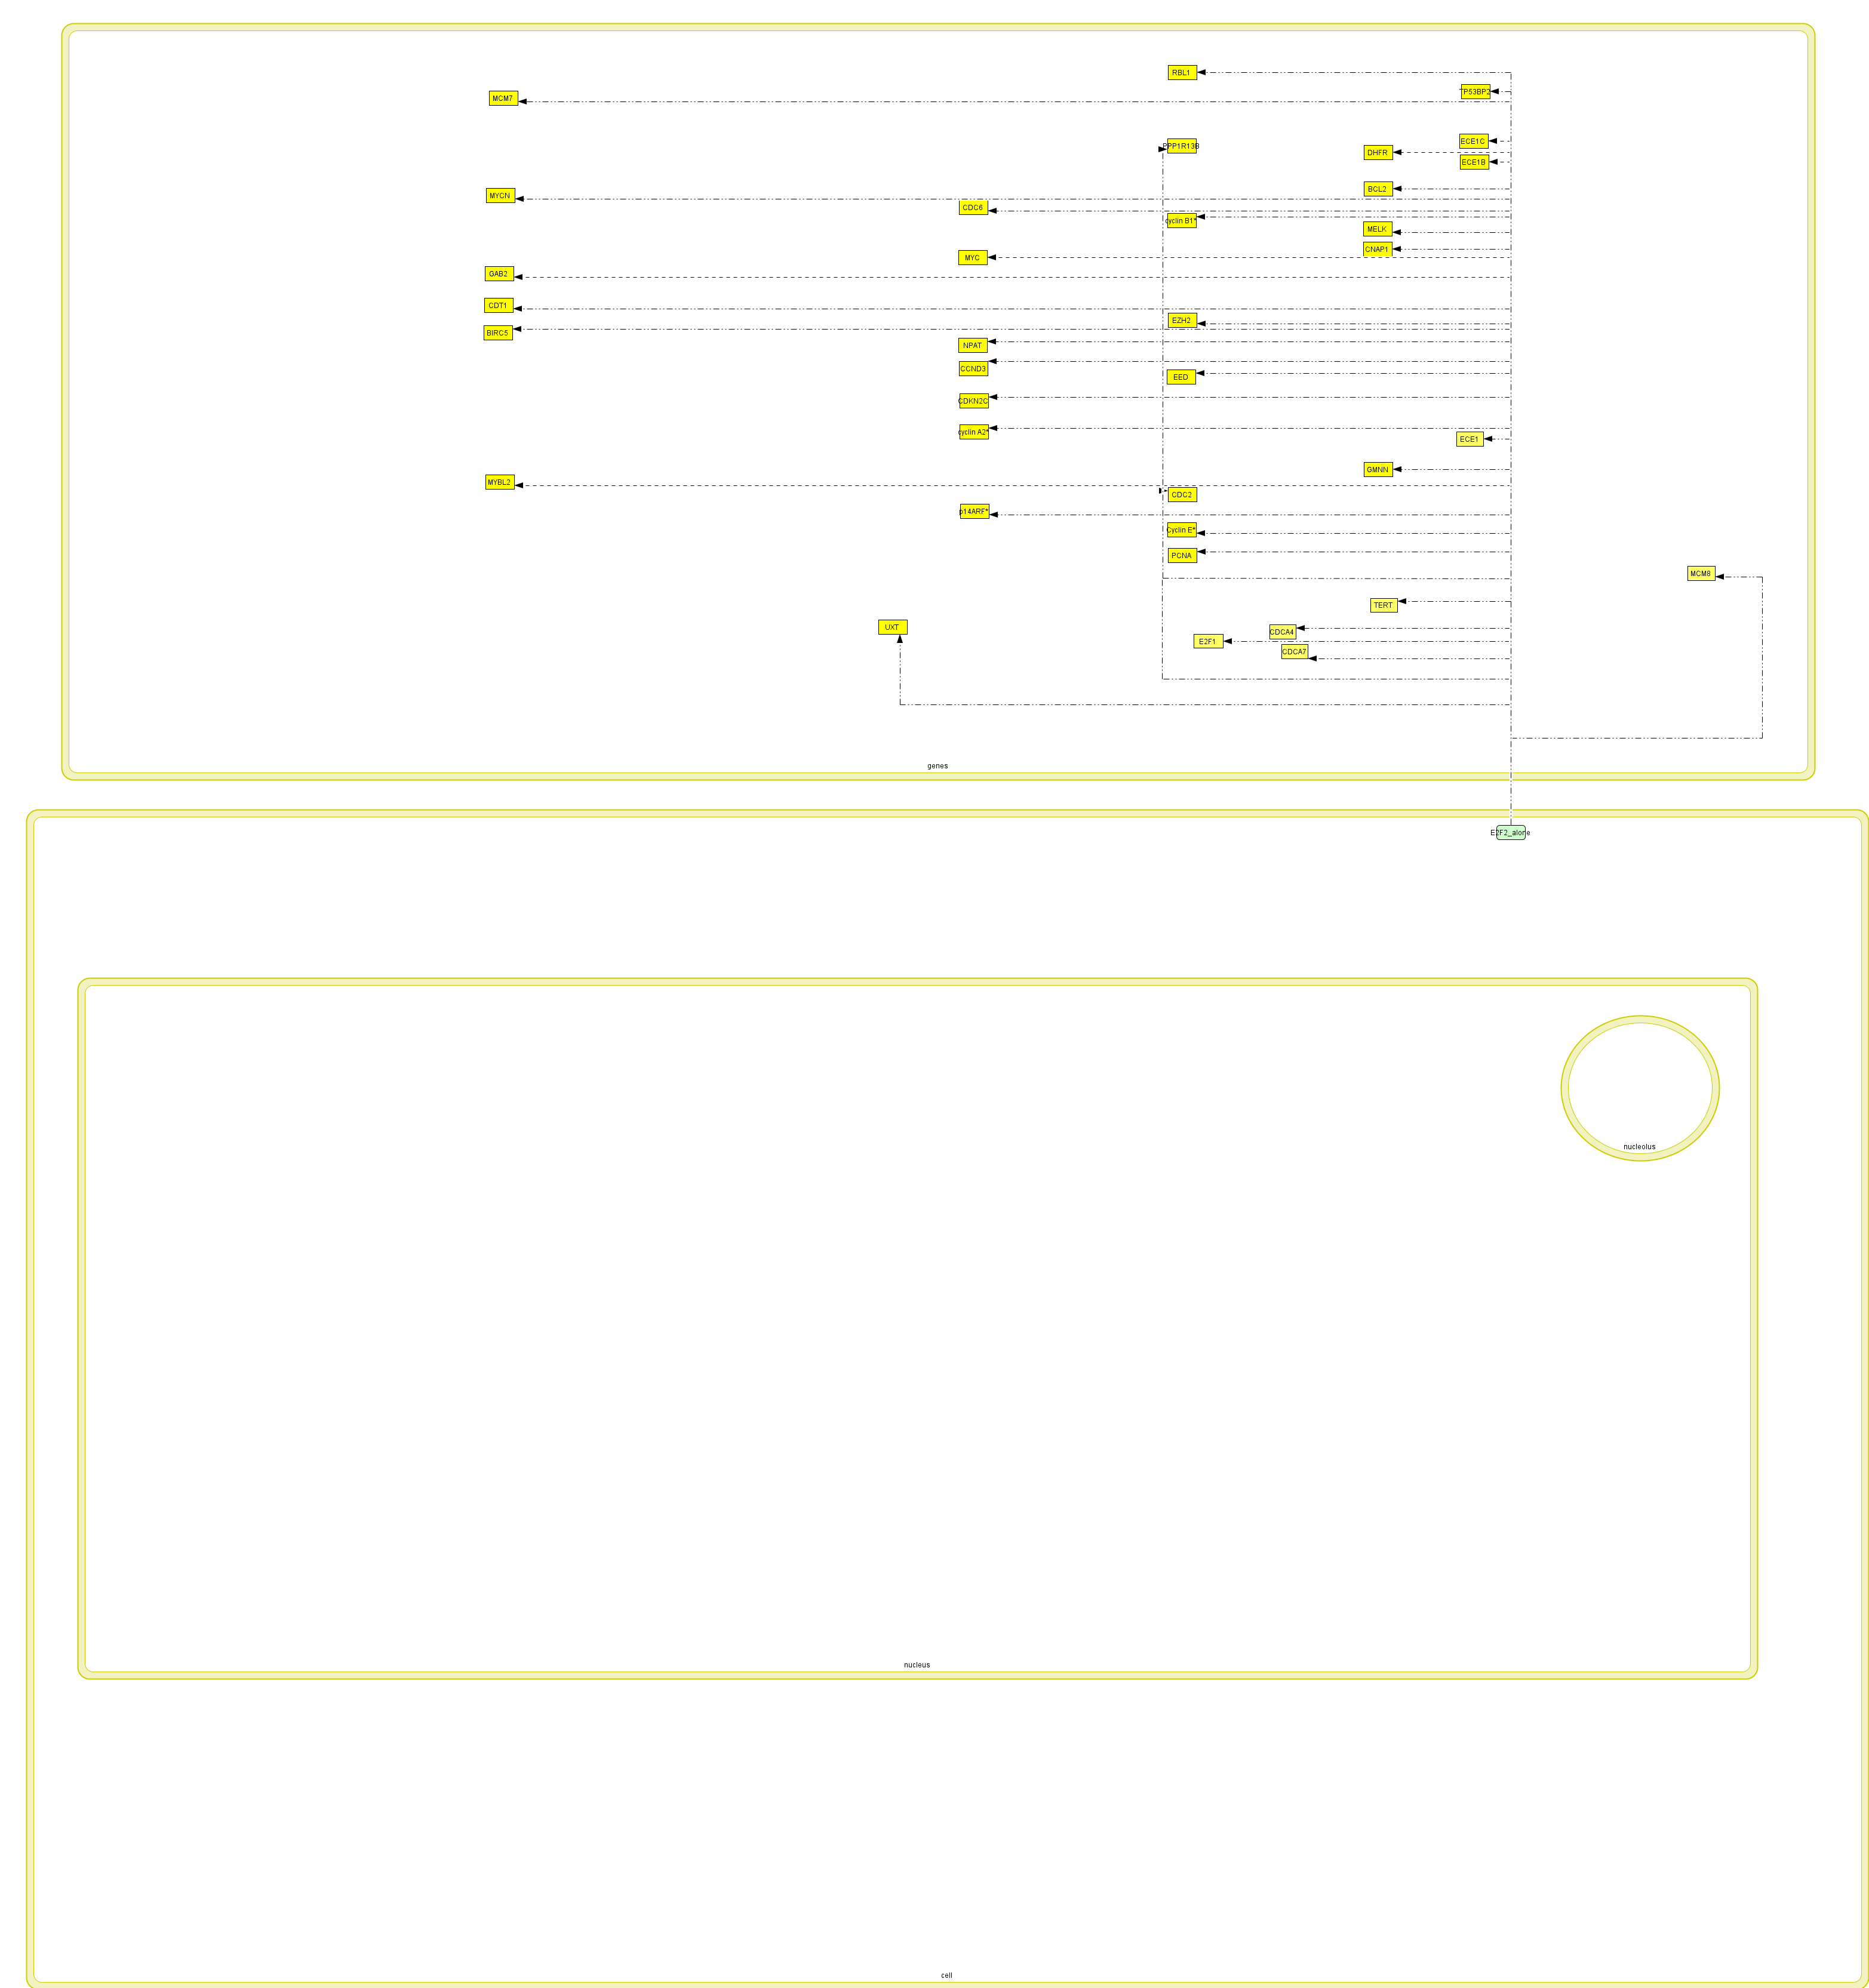 RBL1
TP53BP2
MCM7
ECE1C
PPP1R13B
DHFR
ECE1B
BCL2
MYCN
CDC6
cyclin B1*
MELK
CNAP1
MYC
GAB2
CDT1
EZH2
BIRC5
NPAT
CCND3
EED
CDKN2C
cyclin A2*
ECE1
GMNN
MYBL2
CDC2
p14ARF*
Cyclin E*
PCNA
MCM8
TERT
UXT
CDCA4
E2F1
CDCA7
genes
E2F2_alone
nucleolus
nucleus
cell